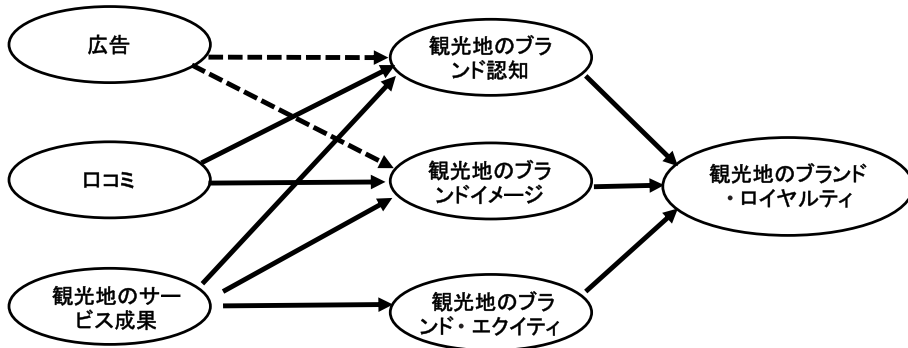 広告
観光地のブラ
ンド認知
口コミ
観光地のブラ
ンドイメージ
観光地のブランド
・ロイヤルティ
観光地のサー
ビス成果
観光地のブラ
ンド・エクイティ